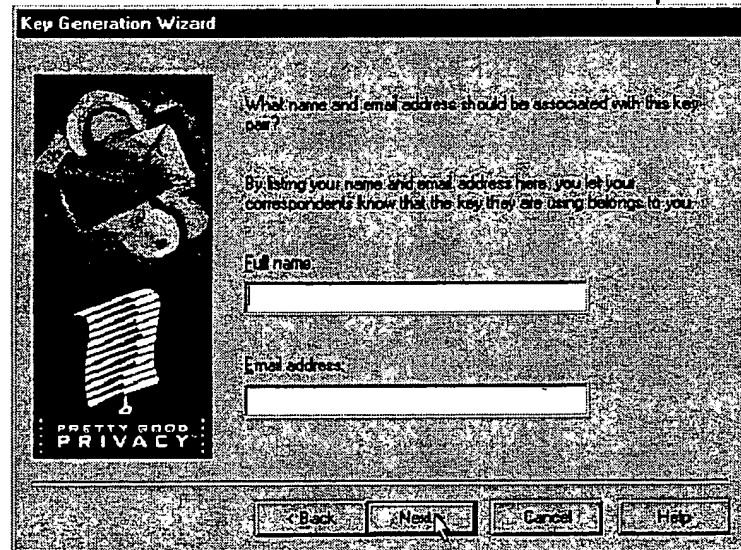 Key Generation Wizard
What name and email address should be associated with this key
pair?
By listing your name and email address here, you let your
correspondents know that the key they are using belongs to you.
Full name:
Email address:
PRETTY GOOD
PRIVACY
< Back Next > Cancel Help